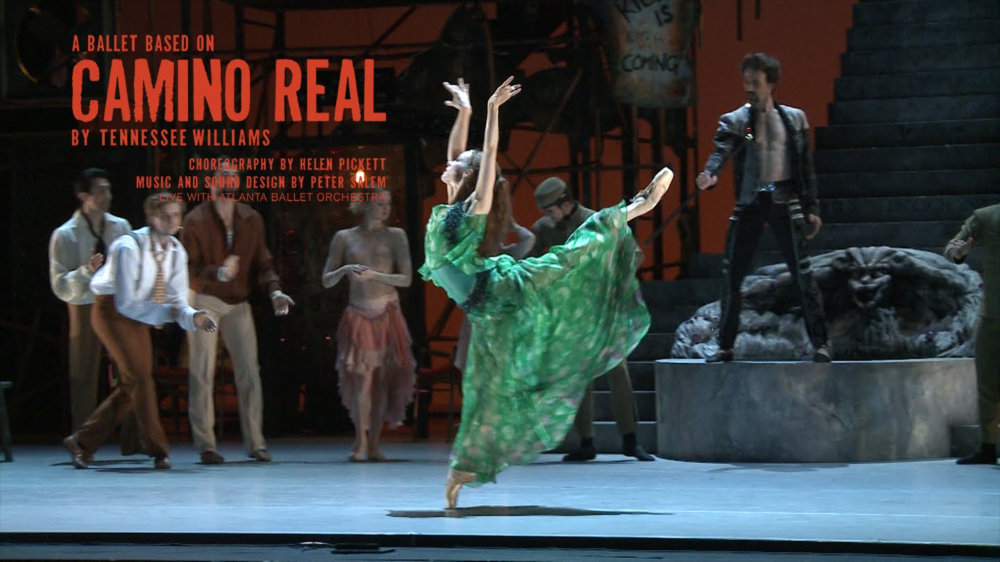 A BALLET BASED ON
CAMINO REAL
BY TENNESSEE WILLIAMS
CHOREOGRAPHY BY HELEN PICKETT
MUSIC AND SOUND DESIGN BY PETER SALEM
LIVE WITH ATLANTA BALLET ORCHESTRA
IS
COMING